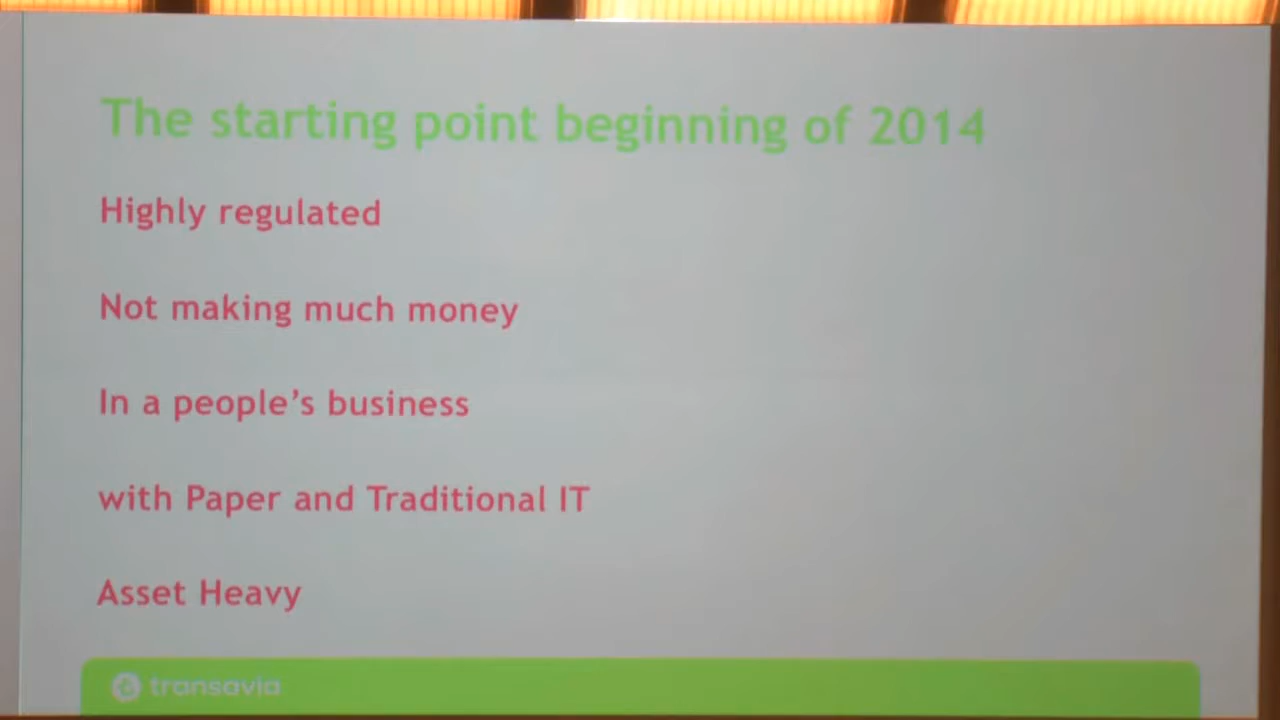 The starting point beginning of 2014
Highly regulated
Not making much money
In a people’s business
with Paper and Traditional IT
Asset Heavy
transavia